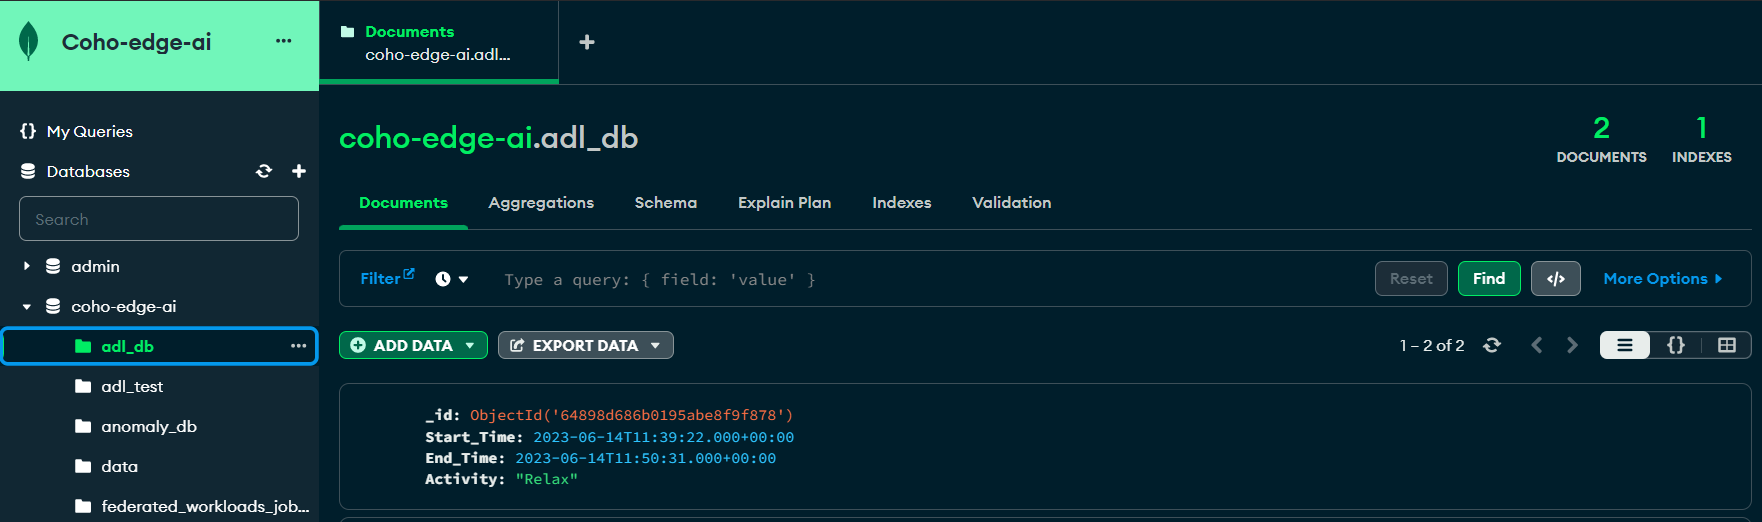 Coho-edge-ai
My Queries
Databases
Search
admin
coho-edge-ai
adl_db
adl_test
anomaly_db
data
federated_workloads_job...
Documents
coho-edge-ai.adl...
coho-edge-ai.adl_db
2
DOCUMENTS
1
INDEXES
Documents Aggregations Schema Explain Plan Indexes Validation
Filter Type a query: { field: 'value' } Reset Find </> More Options
ADD DATA EXPORT DATA 1 – 2 of 2 {}
_id: ObjectId('64898d686b0195abe8f9f878')
Start_Time: 2023-06-14T11:39:22.000+00:00
End_Time: 2023-06-14T11:50:31.000+00:00
Activity: "Relax"